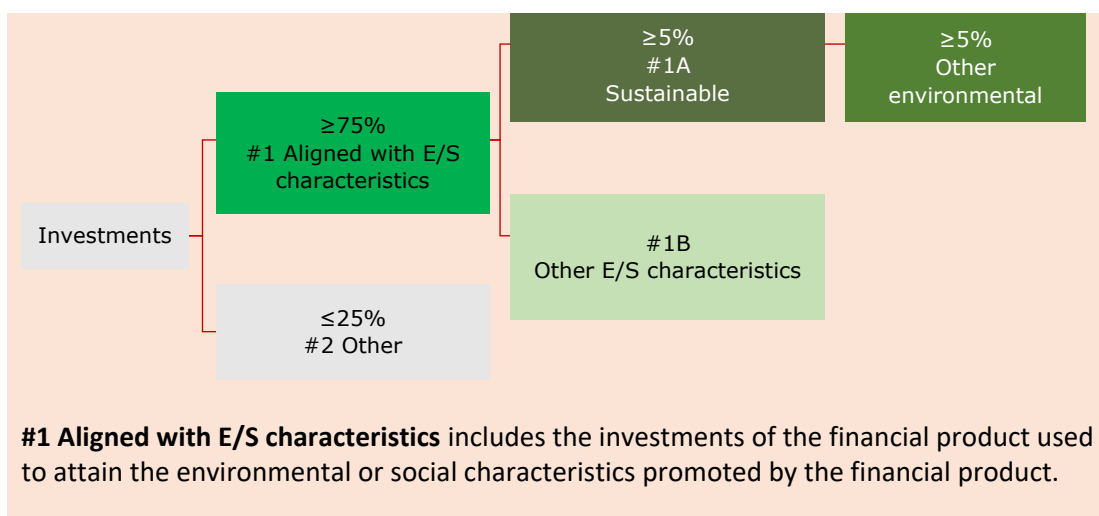 ≥5%
#1A
Sustainable
≥5%
Other
environmental
≥75%
#1 Aligned with E/S
characteristics
Investments
#1B
Other E/S characteristics
≤25%
#2 Other
#1 Aligned with E/S characteristics includes the investments of the financial product used
to attain the environmental or social characteristics promoted by the financial product.